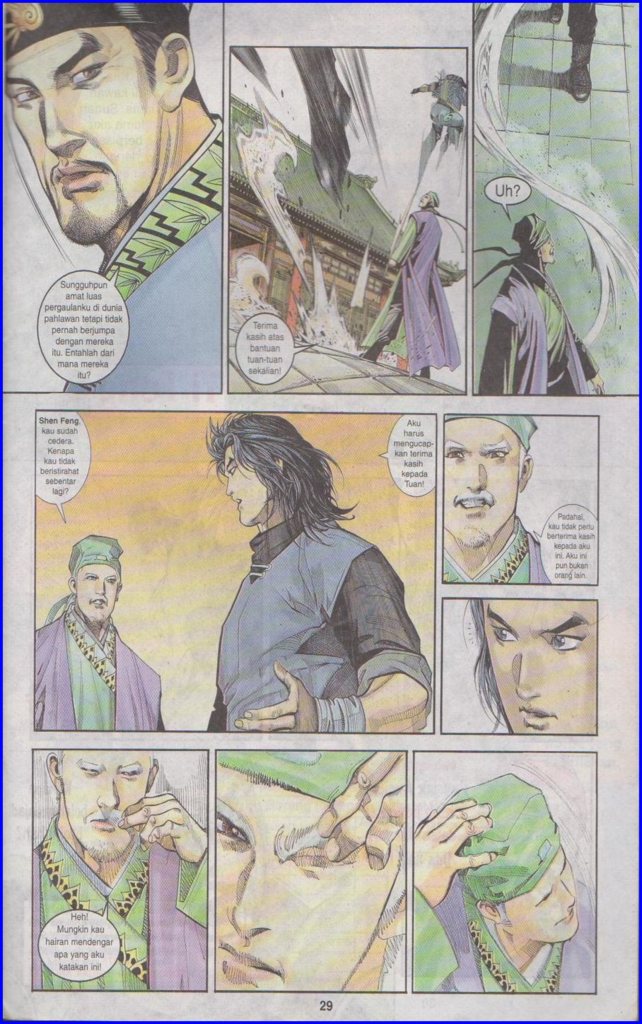 Sungguhpun
amat luas
pergaulanku di dunia
pahlawan tetapi tidak
pernah berjumpa
dengan mereka
itu. Entahlah dari
mana mereka
itu?
Terima
kasih atas
bantuan
tuan-tuan
sekalian!
Uh?
Shen Feng,
kau sudah
cedera.
Kenapa
kau tidak
beristirahat
sebentar
lagi?
Aku
harus
mengucap-
kan terima
kasih
kepada
Tuan!
Padahal,
kau tidak perlu
berterima kasih
kepada aku
ini. Aku ini
pun bukan
orang lain.
Heh!
Mungkin kau
hairan mendengar
apa yang aku
katakan ini!
29